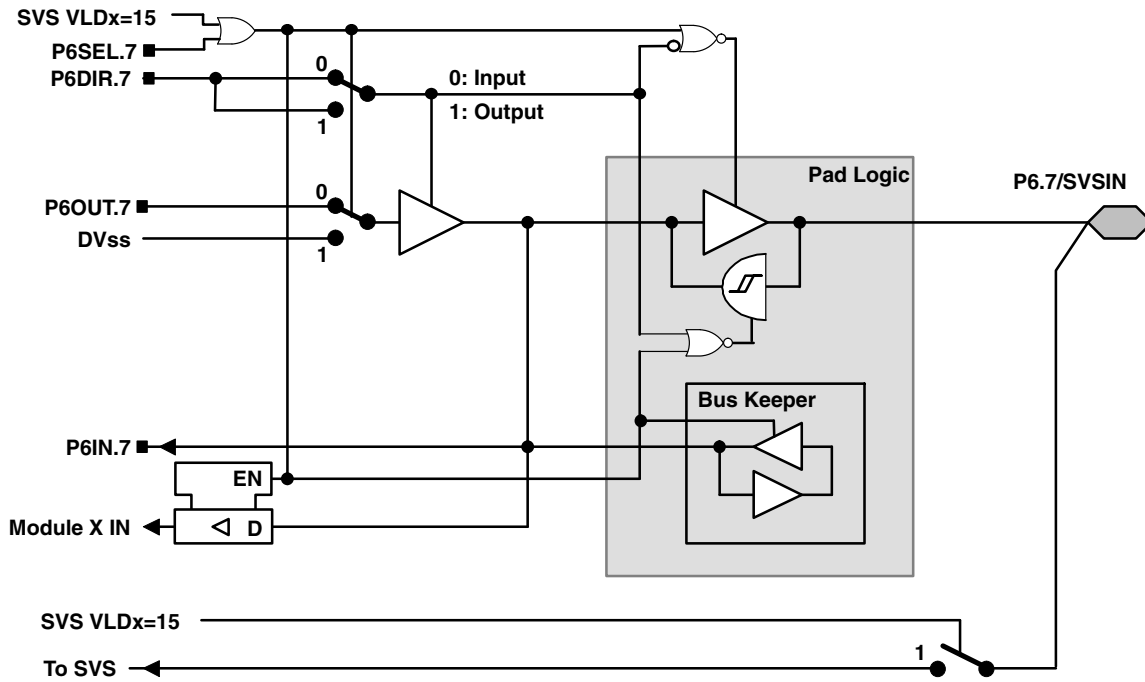 SVS VLDx=15
P6SEL.7
P6DIR.7
0
0: Input
1: Output
1
Pad Logic
P6.7/SVSIN
0
P6OUT.7
DVss
1
Bus Keeper
P6IN.7
EN
Module X IN
D
SVS VLDx=15
1
To SVS